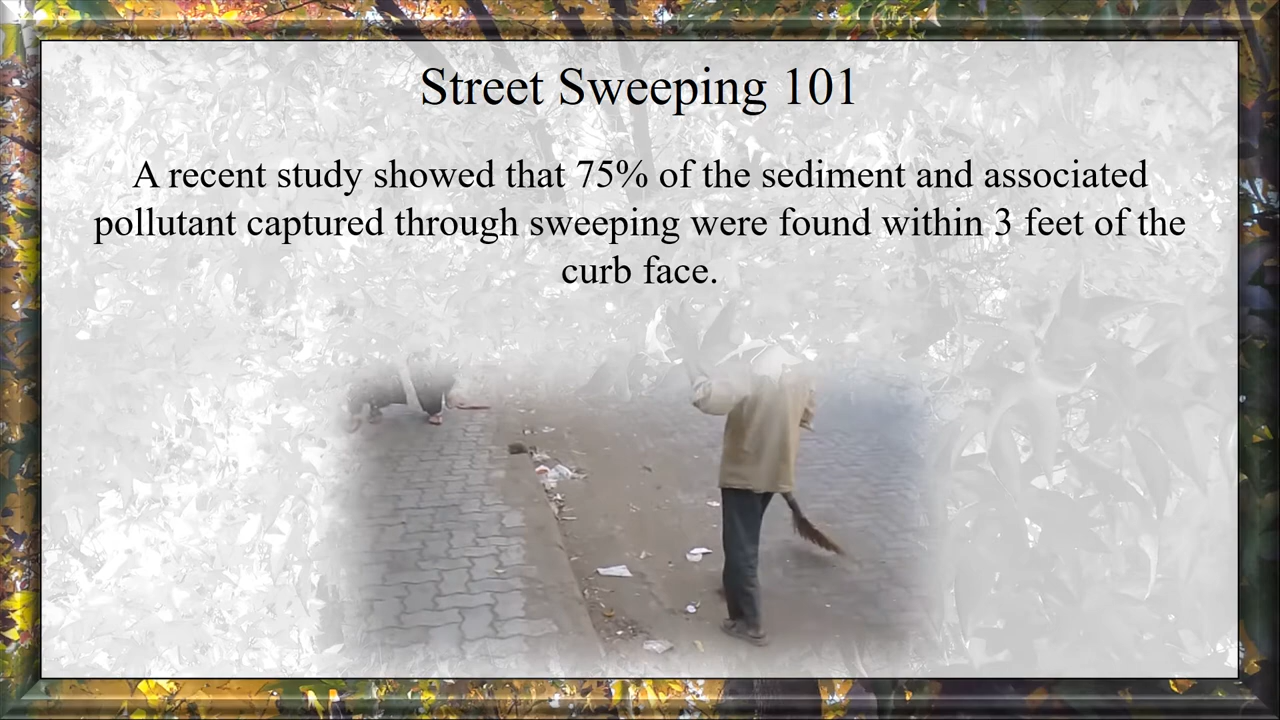 Street Sweeping 101
A recent study showed that 75% of the sediment and associated
pollutant captured through sweeping were found within 3 feet of the
curb face.